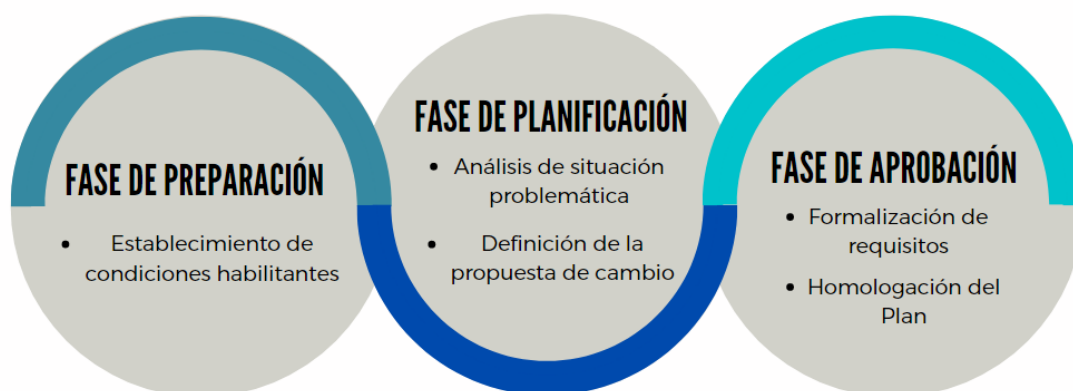 FASE DE PREPARACIÓN
• Establecimiento de
condiciones habilitantes
FASE DE PLANIFICACIÓN
• Análisis de situación
problemática
• Definición de la
propuesta de cambio
FASE DE APROBACIÓN
• Formalización de
requisitos
• Homologación del
Plan